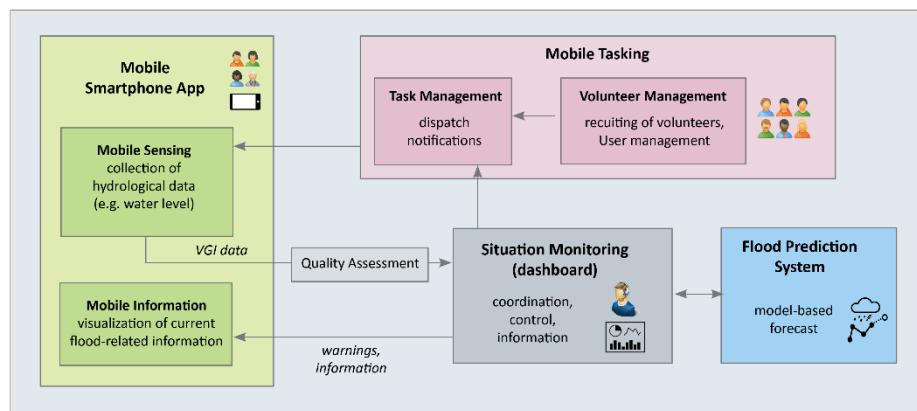 Mobile
Smartphone App
Mobile Sensing
collection of
hydrological data
(e.g. water level)
VGI data
Mobile Information
visualization of current
flood-related information
Mobile Tasking
Task Management
dispatch
notifications
Volunteer Management
recuiting of volunteers,
User management
Quality Assessment
Situation Monitoring
(dashboard)
coordination,
control,
information
warnings,
information
Flood Prediction
System
model-based
forecast